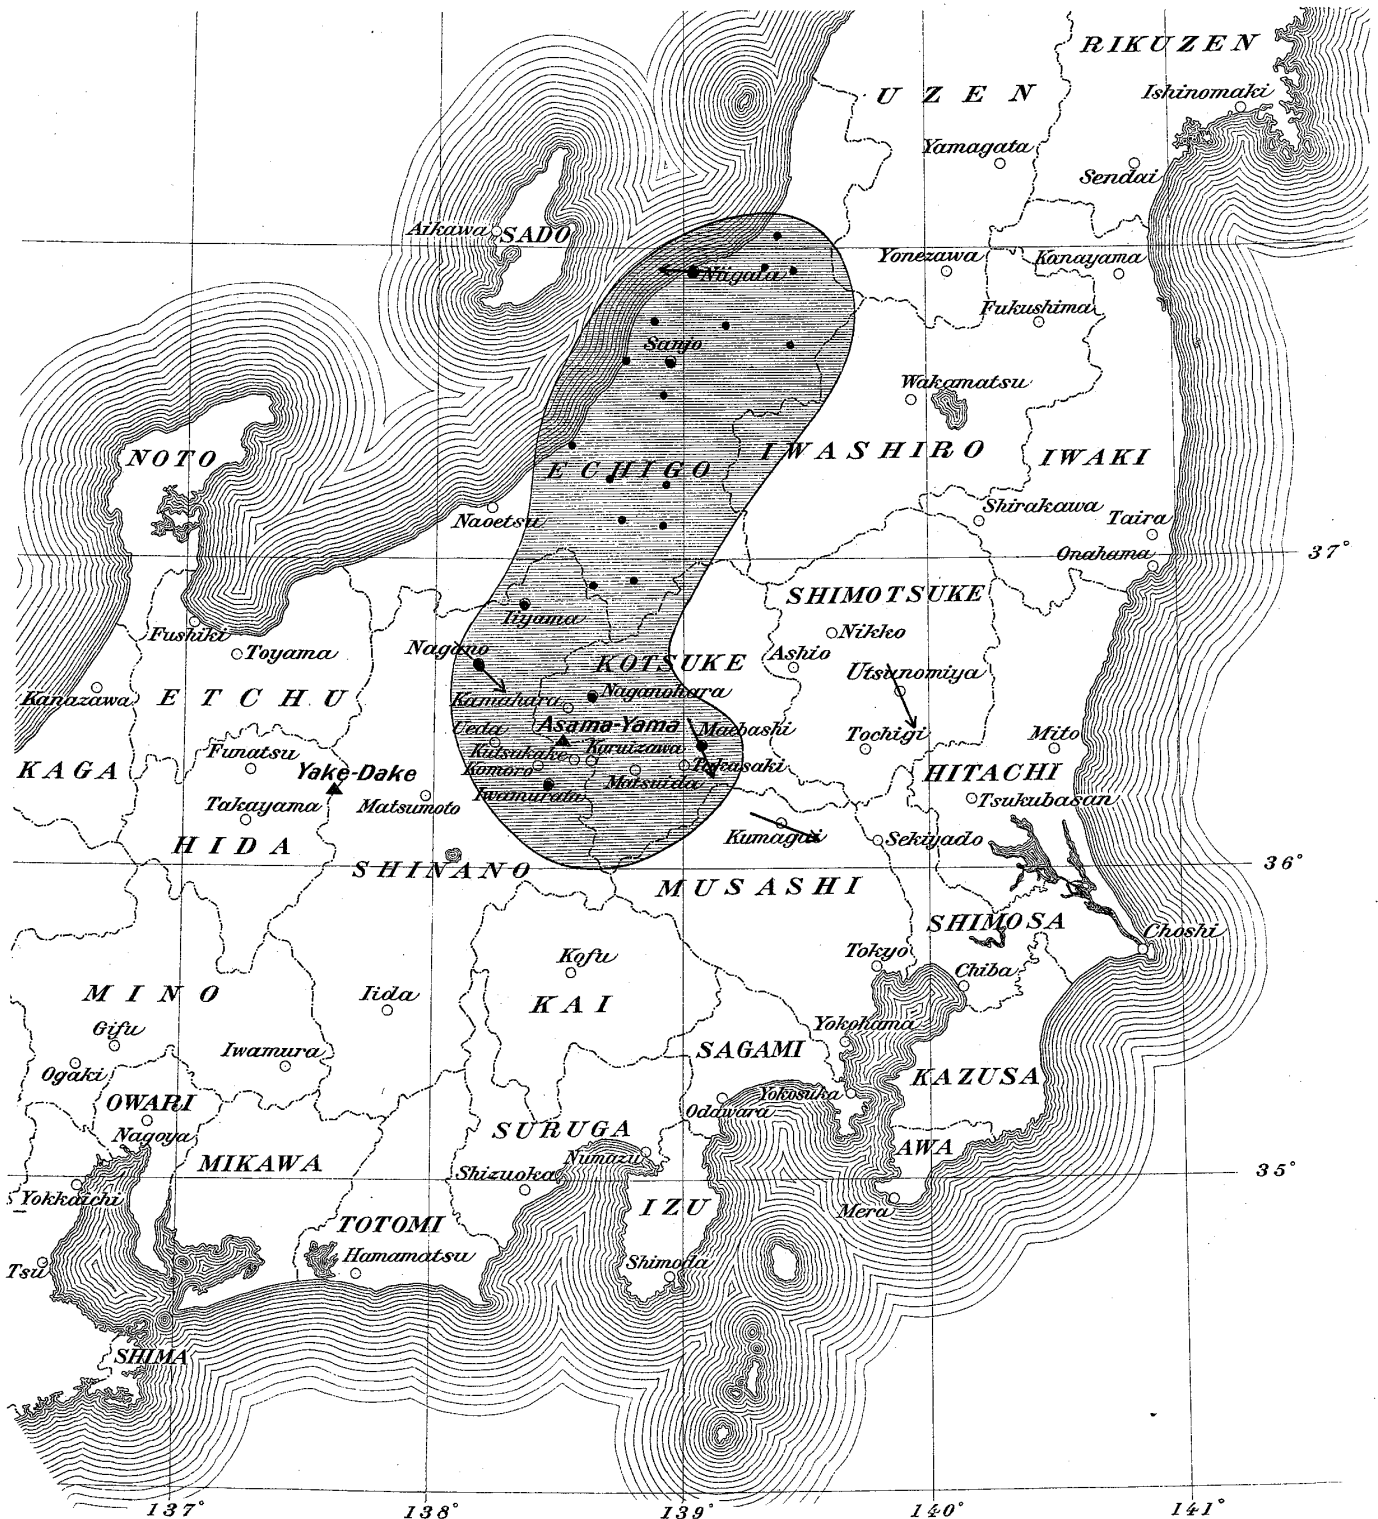 RIKUZEN
Ishinomaki
UZEN
Yamagata
Sendai
Aikawa
SADO
Yonezawa
Kanayama
Niigata
Fukushima
Sanjo
Wakamatsu
NOTO
ECHIGO
IWASHIRO
IWAKI
Naoetsu
Shirakawa
Taira
Onahama
37°
SHIMOTSUKE
Iiyama
Fushiki
Toyama
Nagano
Nikko
KOTSUKE
Ashio
Utsunomiya
Kanazawa
ETCHU
Kamahara
Naganohara
Ueda
Asama-Yama
Maebashi
Tochigi
Mito
Funatsu
Kutsukake
Karuizawa
KAGA
Yake-Dake
Komoro
Takasaki
HITACHI
Matsuida
Iwamurata
Takayama
Matsumoto
Tsukubasan
HIDA
Kumagai
Sekiyado
SHINANO
36°
MUSASHI
SHIMOSA
Choshi
Tokyo
Kofu
Chiba
MINO
Iida
KAI
Gifu
Yokohama
Iwamura
SAGAMI
Ogaki
KAZUSA
OWARI
Yokosuka
Odawara
Nagoya
SURUGA
AWA
MIKAWA
Numazu
Shizuoka
35°
Yokkaichi
IZU
Mera
TOTOMI
Hamamatsu
Tsu
Shimoda
SHIMA
137°
138°
139°
140°
141°